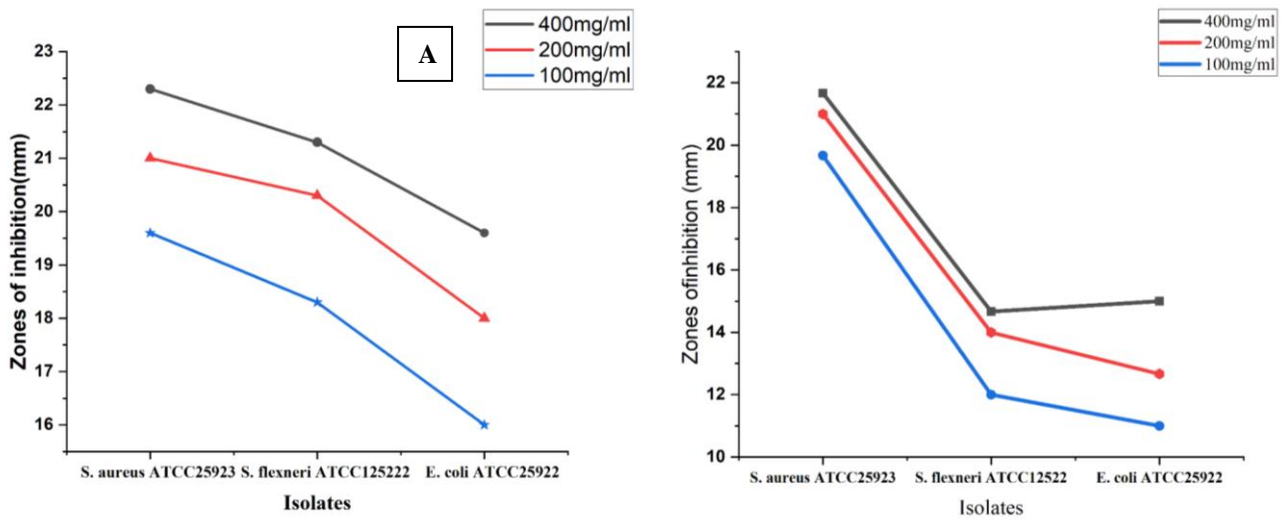 400mg/ml
200mg/ml
100mg/ml
A
Zones of inhibition(mm)
23
22
21
20
19
18
17
16
S. aureus ATCC25923 S. flexneri ATCC125222 E. coli ATCC25922
Isolates
400mg/ml
200mg/ml
100mg/ml
Zones ofinhibition (mm)
22
20
18
16
14
12
10
S. aureus ATCC25923 S. flexneri ATCC12522 E. coli ATCC25922
Isolates